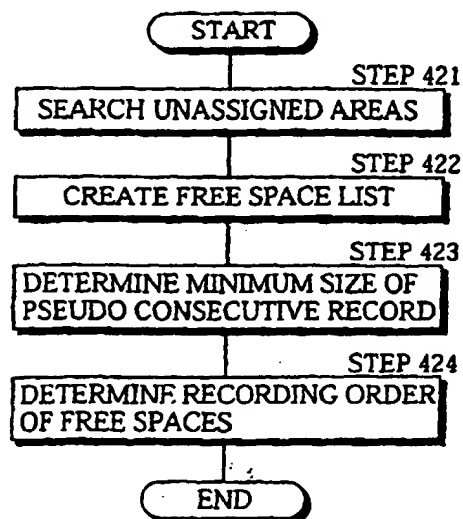 START
STEP 421
SEARCH UNASSIGNED AREAS
STEP 422
CREATE FREE SPACE LIST
STEP 423
DETERMINE MINIMUM SIZE OF
PSEUDO CONSECUTIVE RECORD
STEP 424
DETERMINE RECORDING ORDER
OF FREE SPACES
END